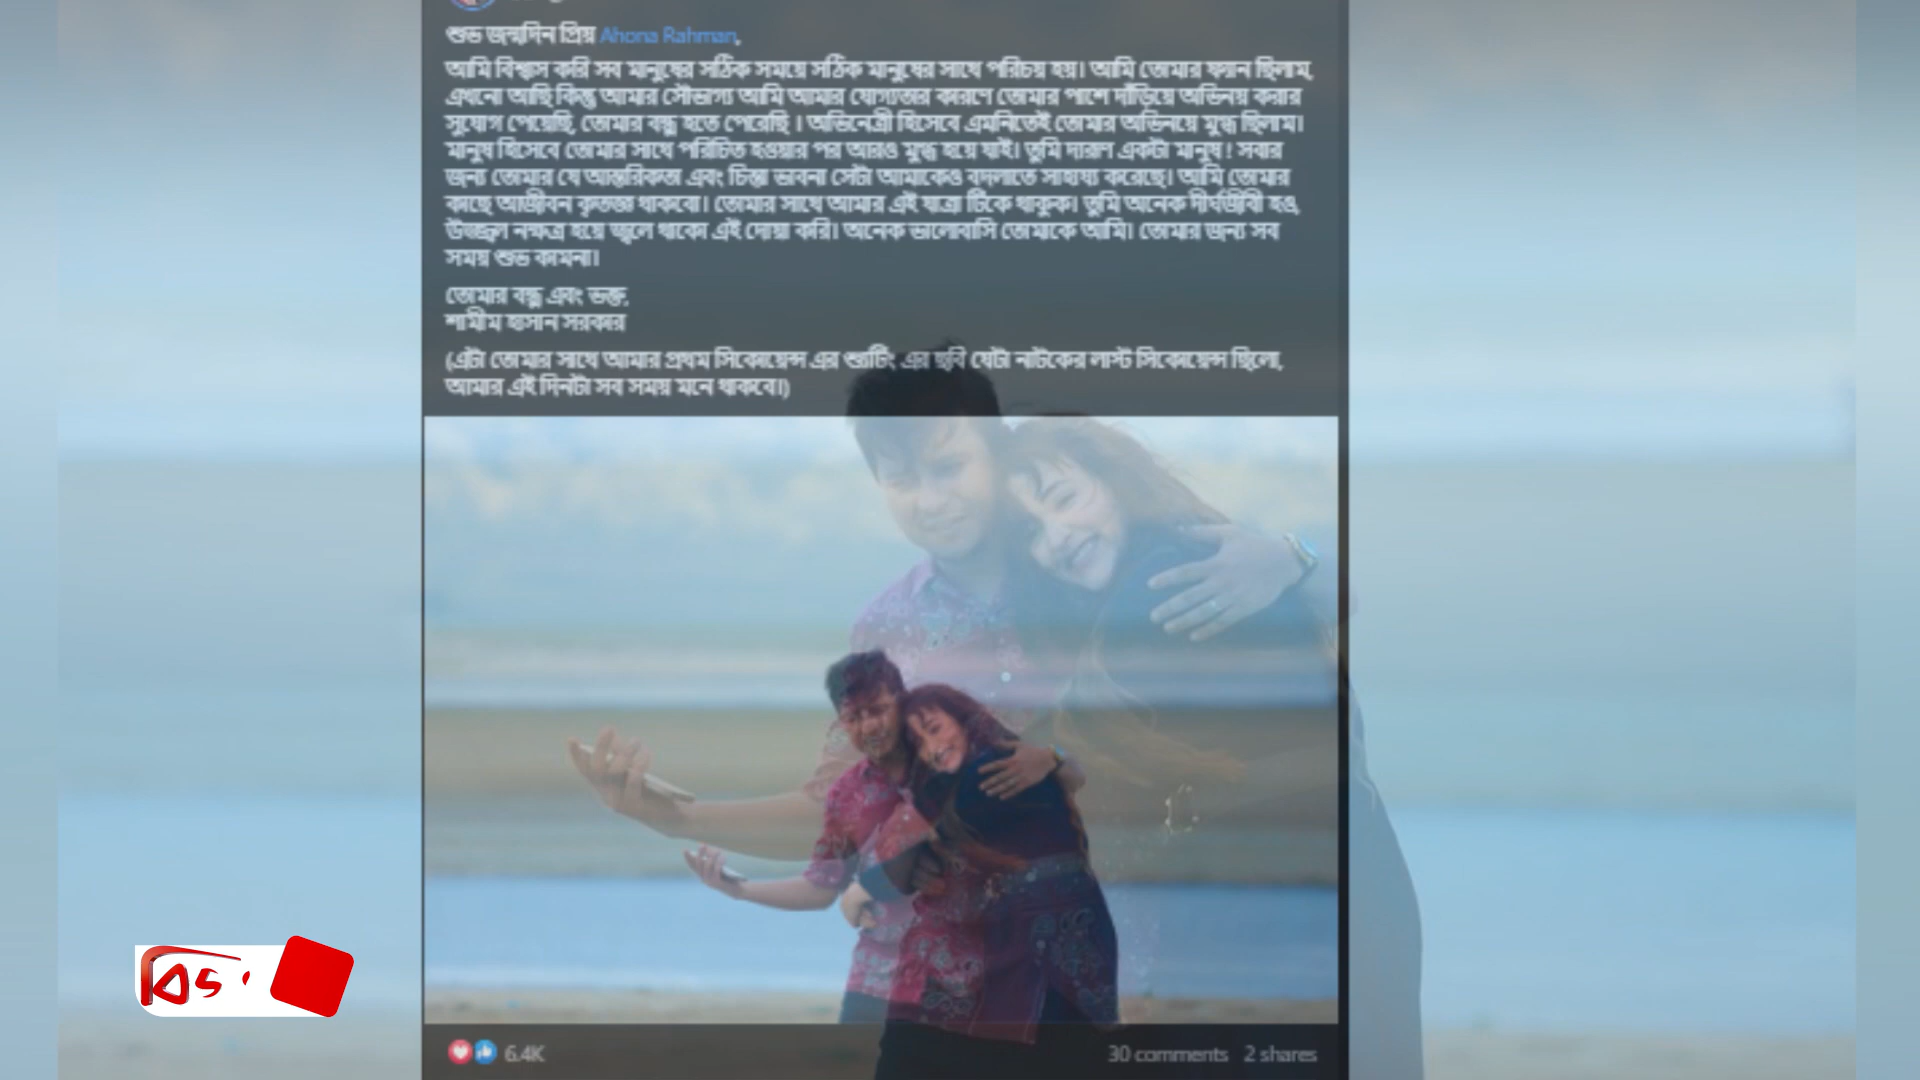 শুভ জন্মদিন প্রিয় Ahona Rahman,
আমি বিশ্বাস করি সব মানুষের সঠিক সময়ে সঠিক মানুষের সাথে পরিচয় হয়। আমি তোমার ফ্যান ছিলাম,
এখনো আছি কিন্তু আমার সৌভাগ্য আমি আমার যোগ্যতার কারণে তোমার পাশে দাঁড়িয়ে অভিনয় করার
সুযোগ পেয়েছি, তোমার বন্ধু হতে পেরেছি । অভিনেত্রী হিসেবে এমনিতেই তোমার অভিনয়ে মুগ্ধ ছিলাম।
মানুষ হিসেবে তোমার সাথে পরিচিত হওয়ার পর আরও মুগ্ধ হয়ে যাই। তুমি দারুণ একটা মানুষ ! সবার
জন্য তোমার যে আন্তরিকতা এবং চিন্তা ভাবনা সেটা আমাকেও বদলাতে সাহায্য করেছে। আমি তোমার
কাছে আজীবন কৃতজ্ঞ থাকবো। তোমার সাথে আমার এই যাত্রা টিকে থাকুক। তুমি অনেক দীর্ঘজীবী হও,
উজ্জ্বল নক্ষত্র হয়ে জ্বলে থাকো এই দোয়া করি। অনেক ভালোবাসি তোমাকে আমি। তোমার জন্য সব
সময় শুভ কামনা।
তোমার বন্ধু এবং ভক্ত,
শামীম হাসান সরকার
(এটা তোমার সাথে আমার প্রথম সিকোয়েন্স এর শ্যুটিং এর ছবি যেটা নাটকের লাস্ট সিকোয়েন্স ছিলো,
আমার এই দিনটা সব সময় মনে থাকবে।)
6.4K
30 comments 2 shares